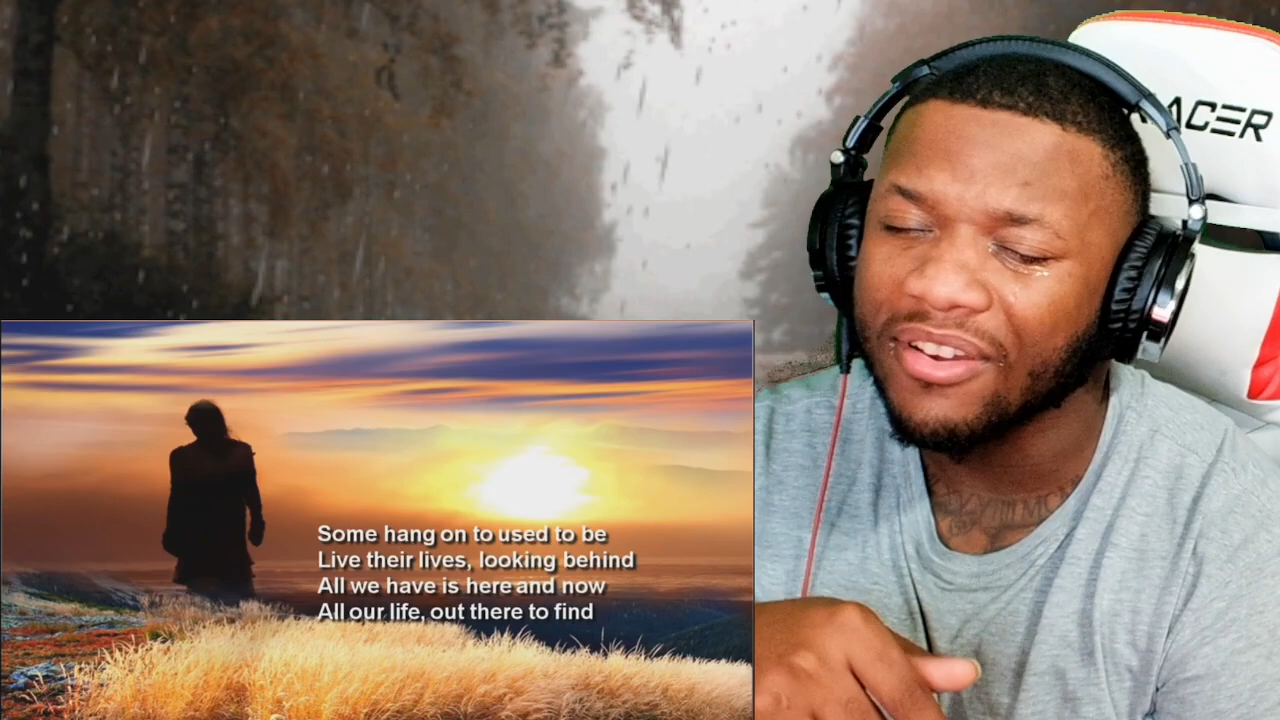 ACER
Some hang on to used to be
Live their lives, looking behind
All we have is here and now
All our life, out there to find